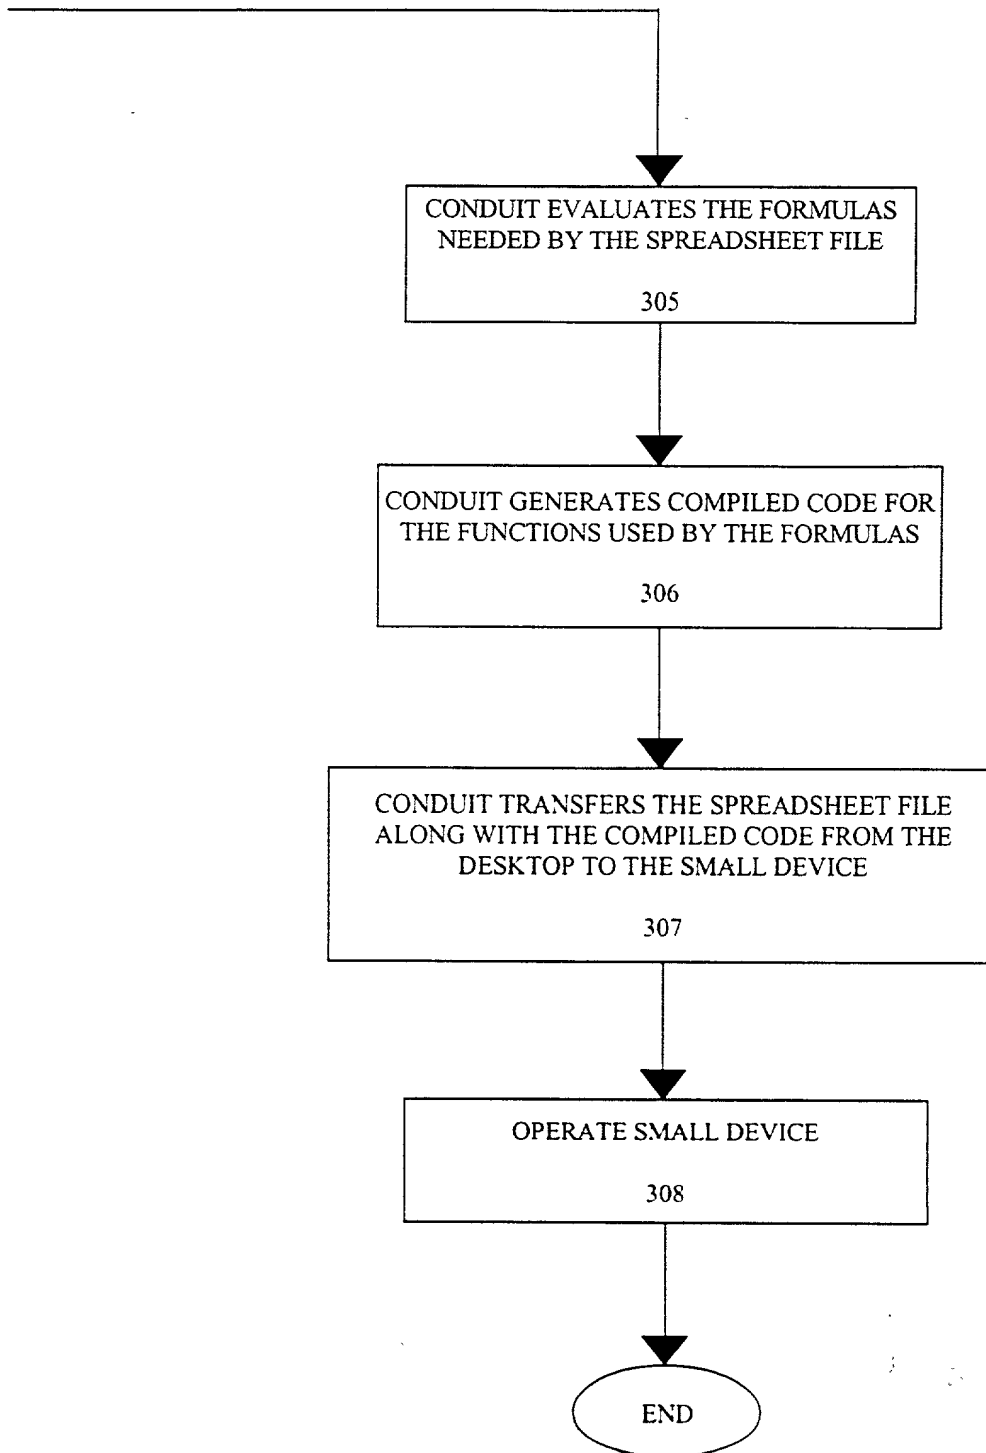 CONDUIT EVALUATES THE FORMULAS
NEEDED BY THE SPREADSHEET FILE
305
CONDUIT GENERATES COMPILED CODE FOR
THE FUNCTIONS USED BY THE FORMULAS
306
CONDUIT TRANSFERS THE SPREADSHEET FILE
ALONG WITH THE COMPILED CODE FROM THE
DESKTOP TO THE SMALL DEVICE
307
OPERATE SMALL DEVICE
308
END